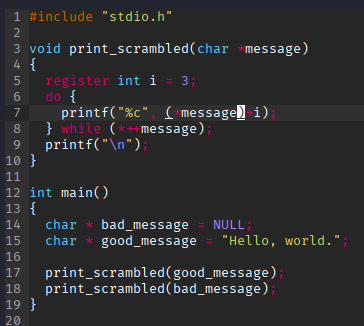 1 #include "stdio.h"
2
3 void print_scrambled(char *message)
4 {
5   register int i = 3;
6   do {
7     printf("%c", (*message)+i);
8   } while (*++message);
9   printf("\n");
10 }
11
12 int main()
13 {
14   char * bad_message = NULL;
15   char * good_message = "Hello, world.";
16
17   print_scrambled(good_message);
18   print_scrambled(bad_message);
19 }
20